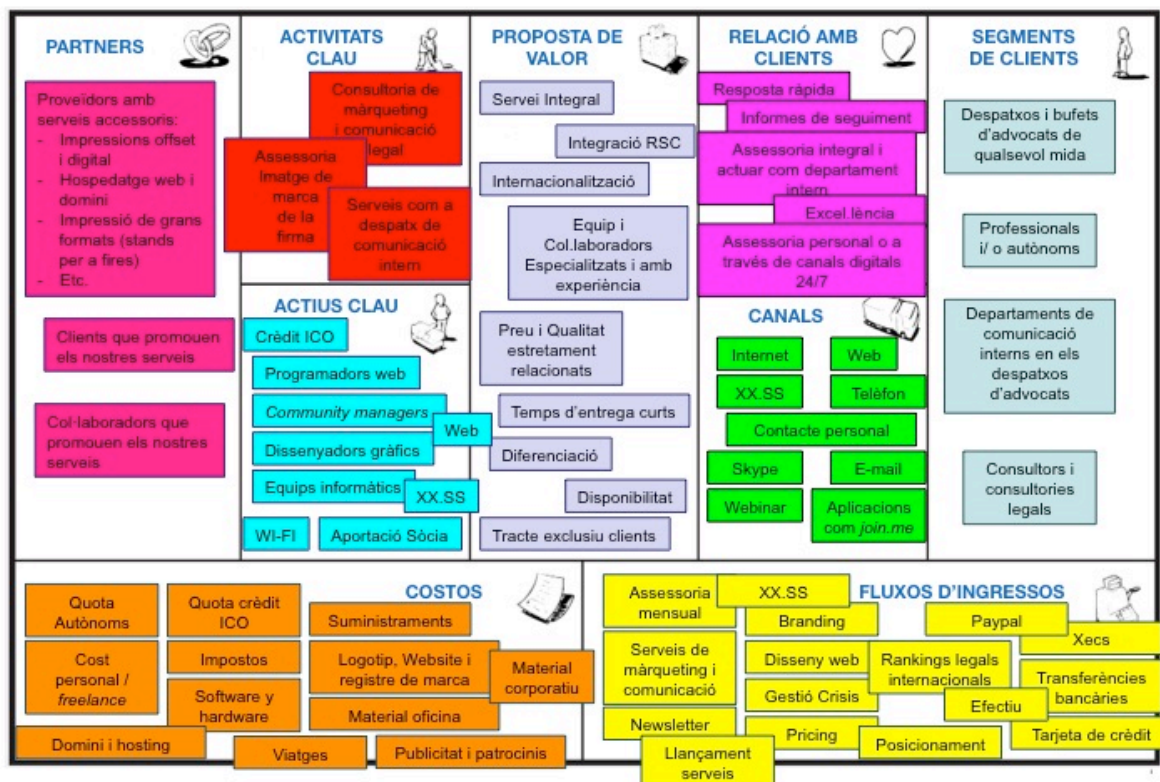 PARTNERS
Proveïdors amb
serveis accessoris:
- Impressions offset
i digital
- Hospedatge web i
domini
- Impressió de grans
formats (stands
per a fires)
- Etc.
Clients que promouen
els nostres serveis
Col·laboradors que
promouen els nostres
serveis
ACTIVITATS
CLAU
Consultoria de
màrqueting
i comunicació
legal
Assessoria
Imatge de
marca
de la
firma
Serveis com a
despatx de
comunicació
intern
ACTIUS CLAU
Crèdit ICO
Programadors web
Community managers
Web
Dissenyadors gràfics
Equips informàtics
XX.SS
WI-FI
Aportació Sòcia
PROPOSTA DE
VALOR
Servei Integral
Integració RSC
Internacionalització
Equip i
Col.laboradors
Especialitzats i amb
experiència
Preu i Qualitat
estretament
relacionats
Temps d'entrega curts
Diferenciació
Disponibilitat
Tracte exclusiu clients
RELACIÓ AMB
CLIENTS
Resposta ràpida
Informes de seguiment
Assessoria integral i
actuar com departament
intern
Excel.lència
Assessoria personal o a
través de canals digitals
24/7
CANALS
Internet
Web
XX.SS
Telèfon
Contacte personal
Skype
E-mail
Webinar
Aplicacions
com join.me
SEGMENTS
DE CLIENTS
Despatxos i bufets
d'advocats de
qualsevol mida
Professionals
i/ o autònoms
Departaments de
comunicació
interns en els
despatxos
d'advocats
Consultors i
consultories
legals
COSTOS
Quota
Autònoms
Quota crèdit
ICO
Suministraments
Cost
personal /
freelance
Impostos
Logotip, Website i
registre de marca
Material
corporatiu
Software y
hardware
Material oficina
Domini i hosting
Viatges
Publicitat i patrocinis
FLUXOS D'INGRESSOS
Assessoria
mensual
XX.SS
Branding
Paypal
Xecs
Serveis de
màrqueting i
comunicació
Disseny web
Rankings legals
internacionals
Transferències
bancàries
Gestió Crisis
Efectiu
Newsletter
Pricing
Posicionament
Tarjeta de crèdit
Llançament
serveis